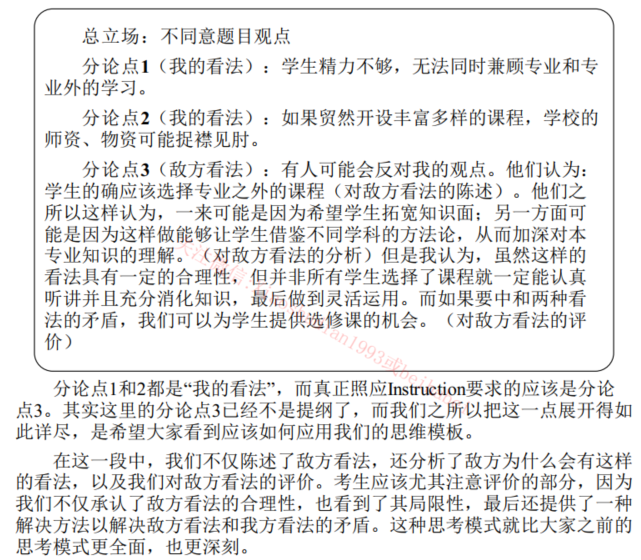 总立场：不同意题目观点
分论点1（我的看法）：学生精力不够，无法同时兼顾专业和专
业外的学习。
分论点2（我的看法）：如果贸然开设丰富多样的课程，学校的
师资、物资可能捉襟见肘。
分论点3（敌方看法）：有人可能会反对我的观点。他们认为：
学生的确应该选择专业之外的课程（对敌方看法的陈述）。他们之
所以这样认为，一来可能是因为希望学生拓宽知识面；另一方面可
能是因为这样做能够让学生借鉴不同学科的方法论，从而加深对本
专业知识的理解。（对敌方看法的分析）但是我认为，虽然这样的
看法具有一定的合理性，但并非所有学生选择了课程就一定能认真
听讲并且充分消化知识，最后做到灵活运用。而如果要中和两种看
法的矛盾，我们可以为学生提供选修课的机会。（对敌方看法的评
价）
分论点1和2都是“我的看法”，而真正照应Instruction要求的应该是分论
点3。其实这里的分论点3已经不是提纲了，而我们之所以把这一点展开得如
此详尽，是希望大家看到应该如何应用我们的思维模板。
在这一段中，我们不仅陈述了敌方看法，还分析了敌方为什么会有这样
的看法，以及我们对敌方看法的评价。考生应该尤其注意评价的部分，因为
我们不仅承认了敌方看法的合理性，也看到了其局限性，最后还提供了一种
解决方法以解决敌方看法和我方看法的矛盾。这种思考模式就比大家之前的
思考模式更全面，也更深刻。